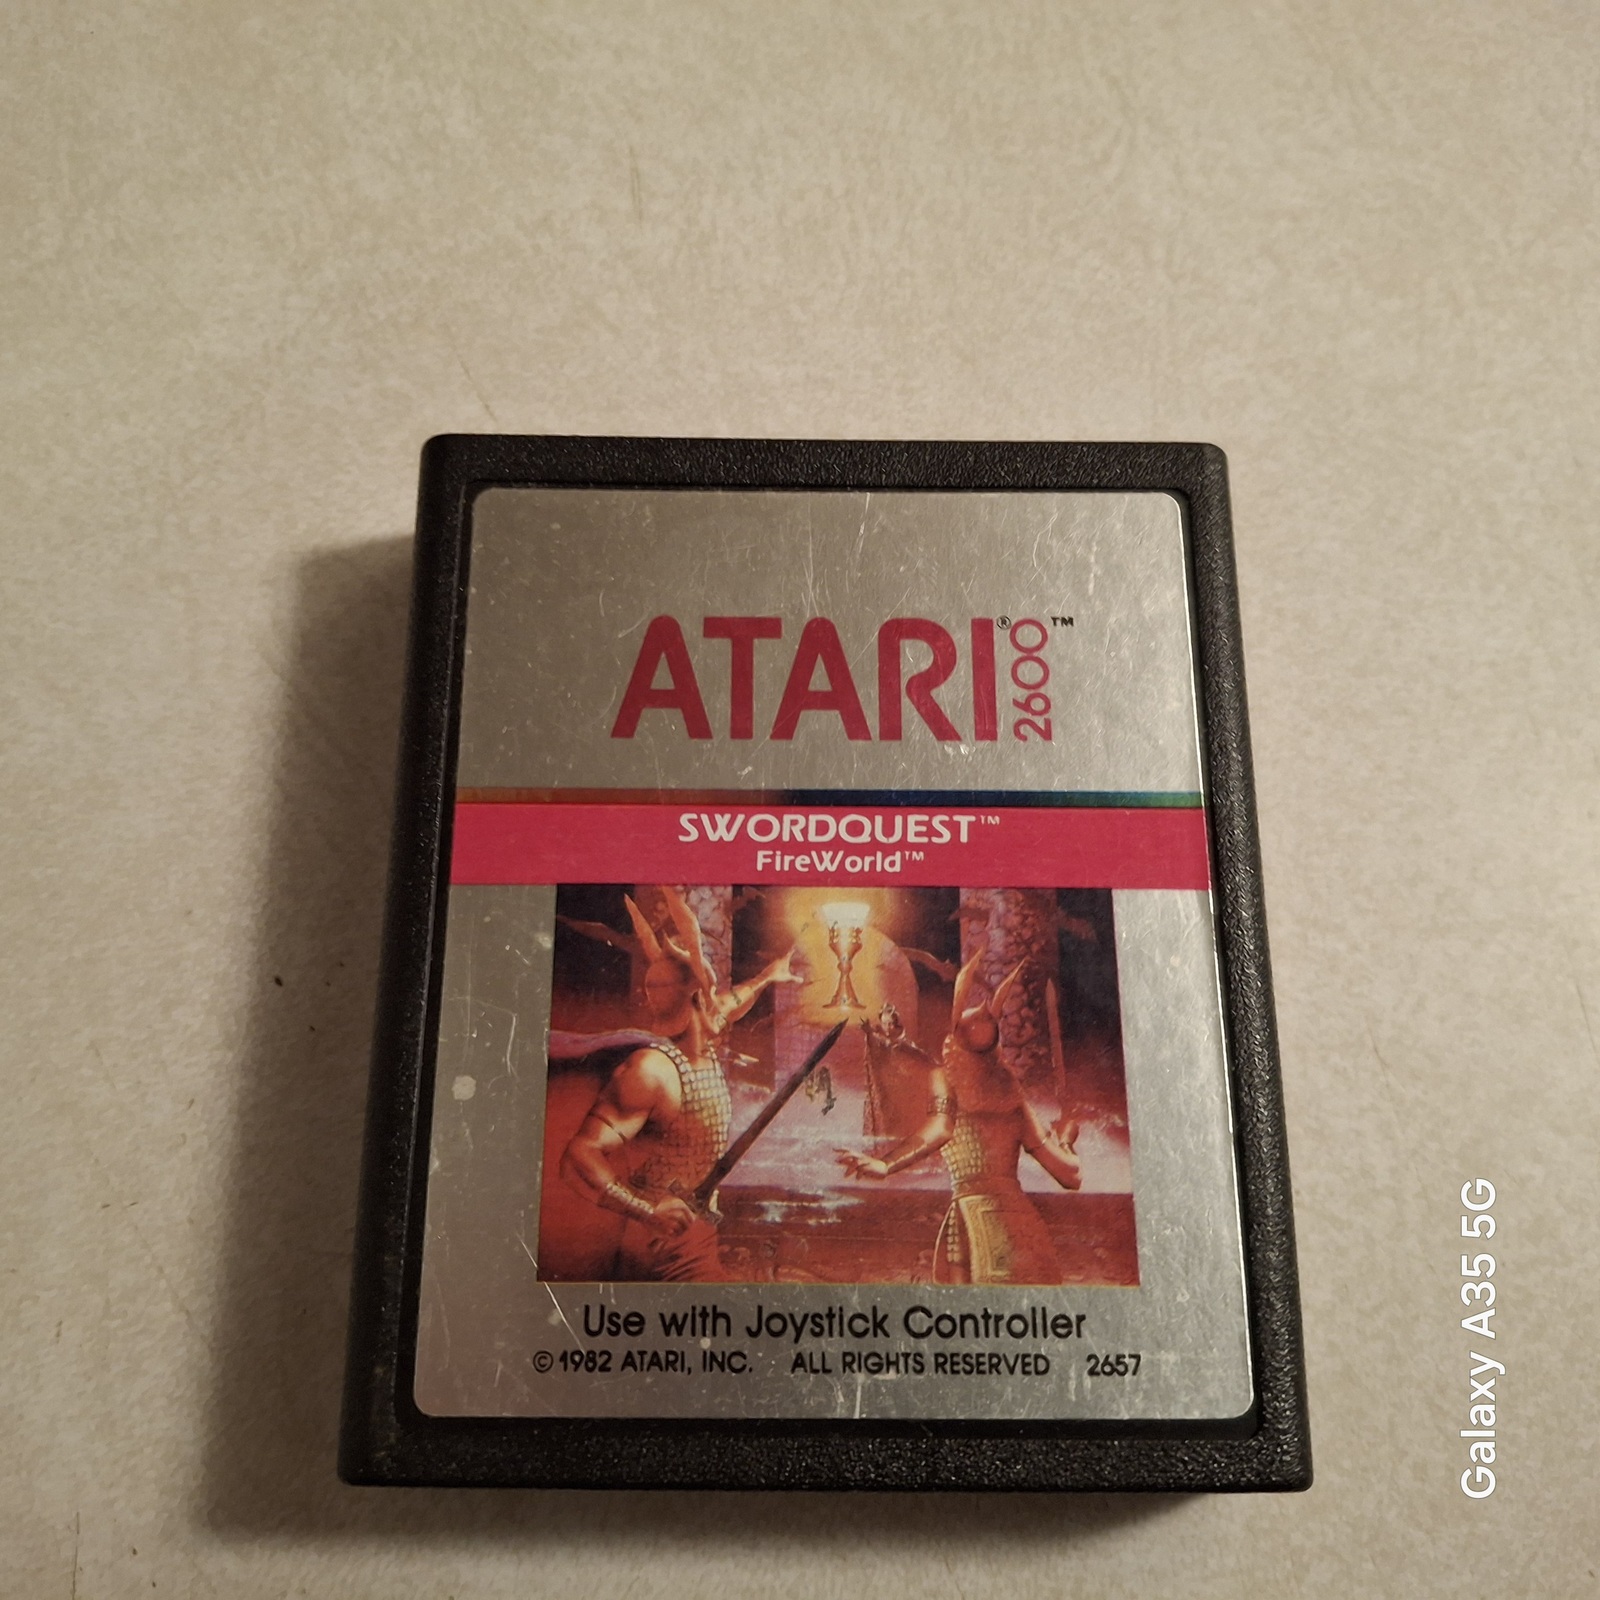 ATARI® 2600™
SWORDQUEST™
FireWorld™
Use with Joystick Controller
© 1982 ATARI, INC. ALL RIGHTS RESERVED 2657
Galaxy A35 5G